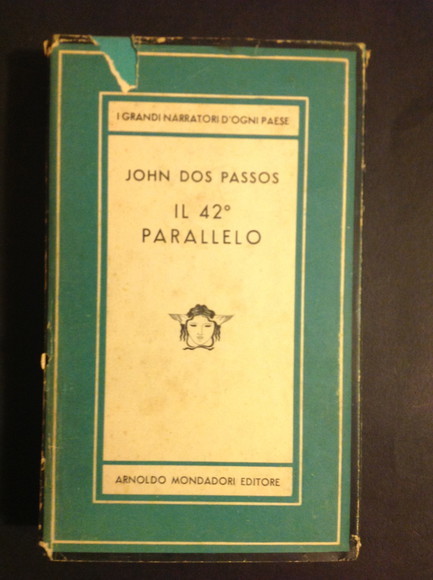 I GRANDI NARRATORI D'OGNI PAESE
JOHN DOS PASSOS
IL 42°
PARALLELO
ARNOLDO MONDADORI EDITORE